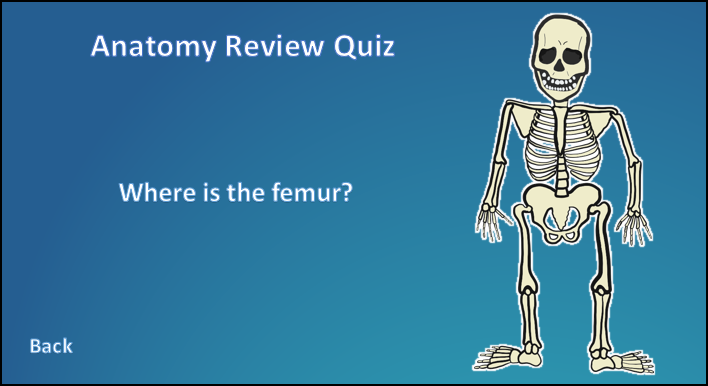 Anatomy Review Quiz
Where is the femur?
Back